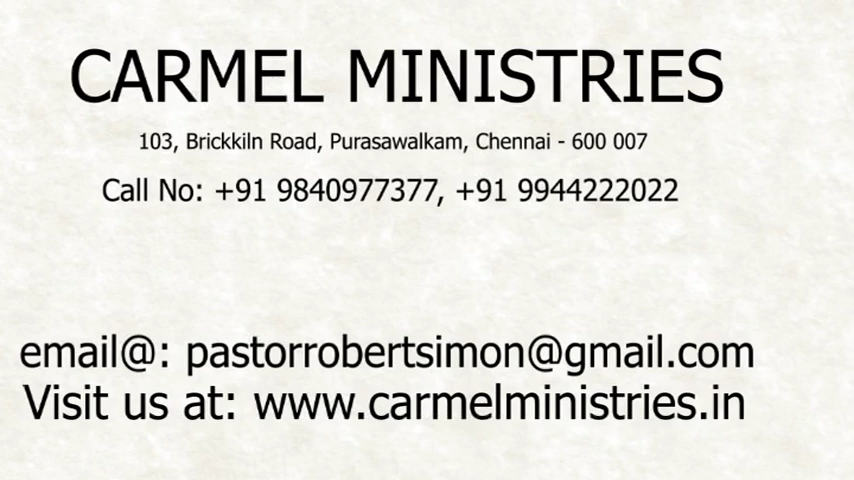 CARMEL MINISTRIES
103, Brickkiln Road, Purasawalkam, Chennai - 600 007
Call No: +91 9840977377, +91 9944222022
email@: pastorrobertsimon@gmail.com
Visit us at: www.carmelministries.in